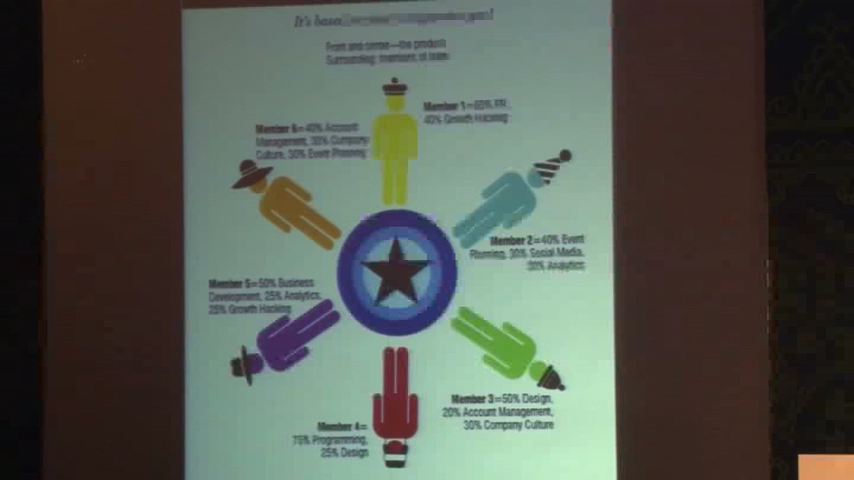 It's
Front and center—the product
Surrounding: members of team
Member 1=60% PR,
40% Growth Hacking
Member 6=40% Account
Management, 30% Company
Culture, 30% Event Planning
Member 2=40% Event
Planning, 30% Social Media,
30% Analytics
Member 5=50% Business
Development, 25% Analytics,
25% Growth Hacking
Member 3=50% Design,
20% Account Management,
30% Company Culture
Member 4=
75% Programming,
25% Design